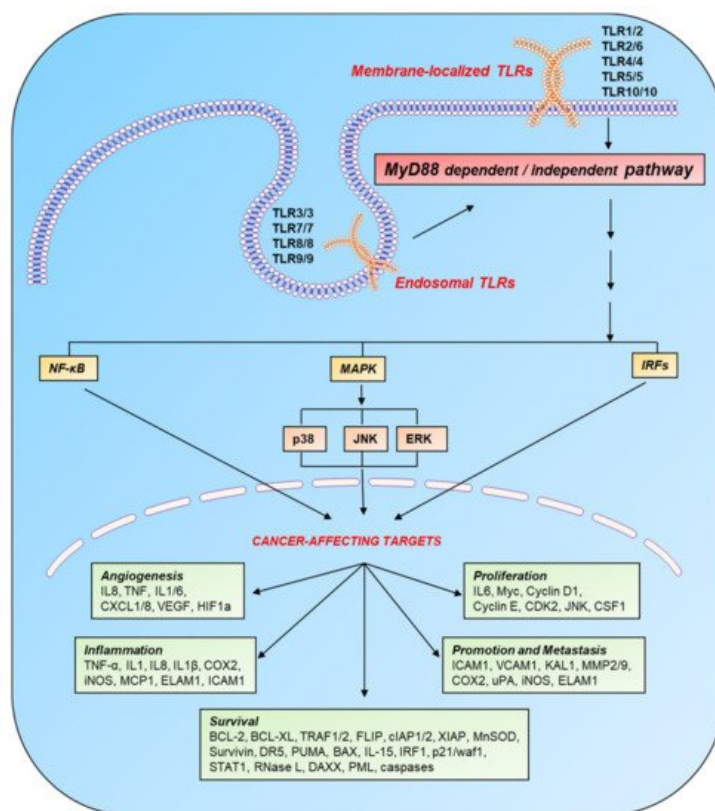 TLR1/2
TLR2/6
TLR4/4
TLR5/5
TLR10/10
Membrane-localized TLRs
MyD88 dependent / independent pathway
TLR3/3
TLR7/7
TLR8/8
TLR9/9
Endosomal TLRs
NF-κB
MAPK
IRFs
p38
JNK
ERK
CANCER-AFFECTING TARGETS
Angiogenesis
IL8, TNF, IL1/6,
CXCL1/8, VEGF, HIF1a
Proliferation
IL6, Myc, Cyclin D1,
Cyclin E, CDK2, JNK, CSF1
Inflammation
TNF-α, IL1, IL8, IL1β, COX2,
iNOS, MCP1, ELAM1, ICAM1
Promotion and Metastasis
ICAM1, VCAM1, KAL1, MMP2/9,
COX2, uPA, iNOS, ELAM1
Survival
BCL-2, BCL-XL, TRAF1/2, FLIP, cIAP1/2, XIAP, MnSOD,
Survivin, DR5, PUMA, BAX, IL-15, IRF1, p21/waf1,
STAT1, RNase L, DAXX, PML, caspases